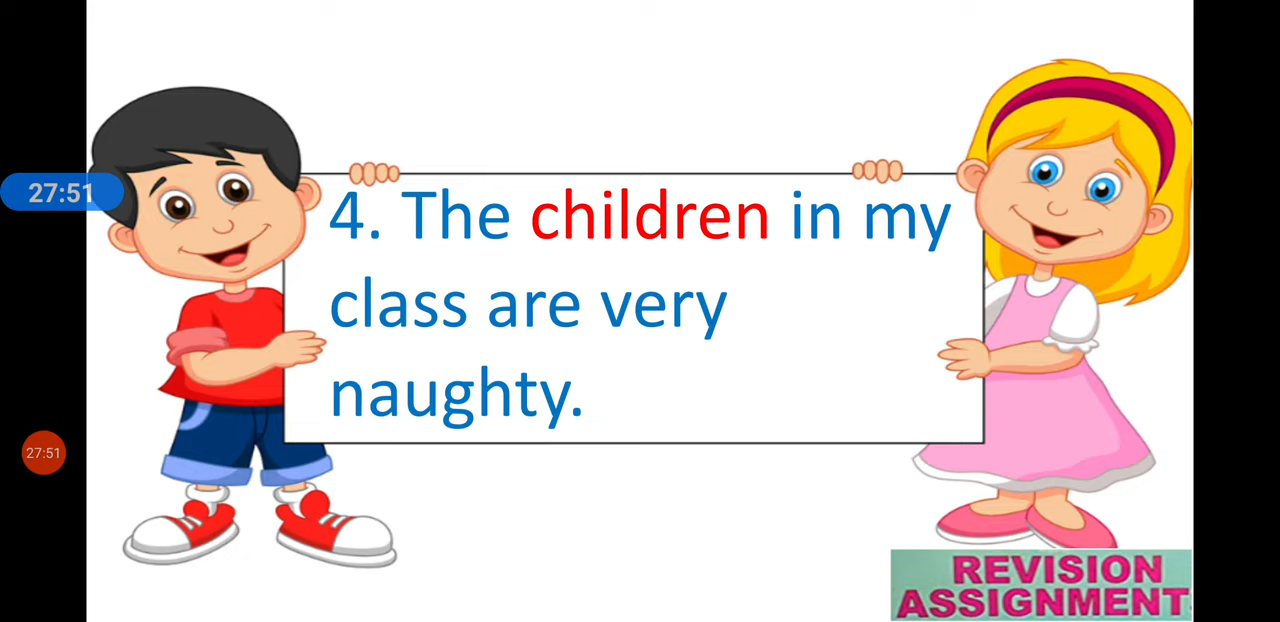 27:51
4. The children in my
class are very
naughty.
27:51
REVISION
ASSIGNMENT